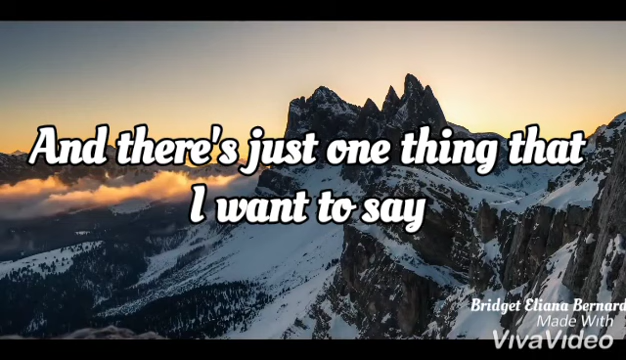 And there's just one thing that
I want to say
Bridget Eliana Bernard
Made With
VivaVideo